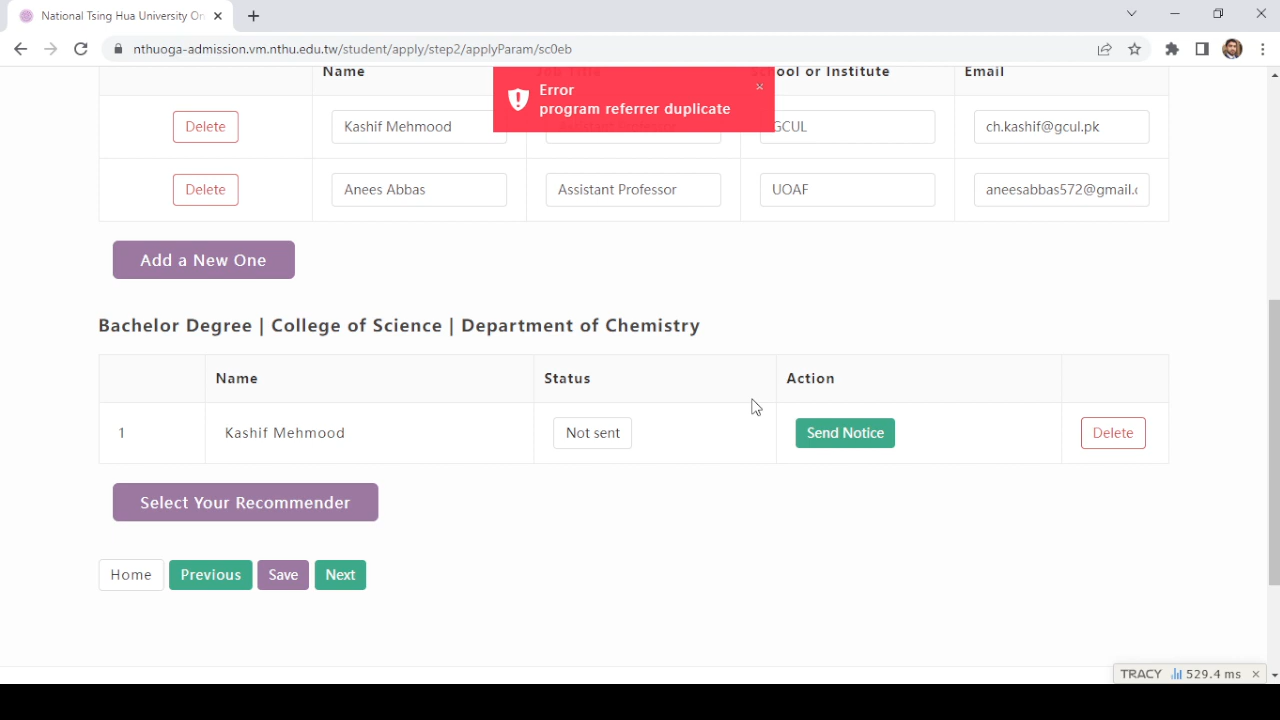 National Tsing Hua University On
nthuoga-admission.vm.nthu.edu.tw/student/apply/step2/applyParam/sc0eb
Name School or Institute Email
Error
program referrer duplicate
Delete Kashif Mehmood GCUL ch.kashif@gcul.pk
Delete Anees Abbas Assistant Professor UOAF aneesabbas572@gmail.c
Add a New One
Bachelor Degree | College of Science | Department of Chemistry
Name Status Action
1 Kashif Mehmood Not sent Send Notice Delete
Select Your Recommender
Home Previous Save Next
TRACY 529.4 ms ×